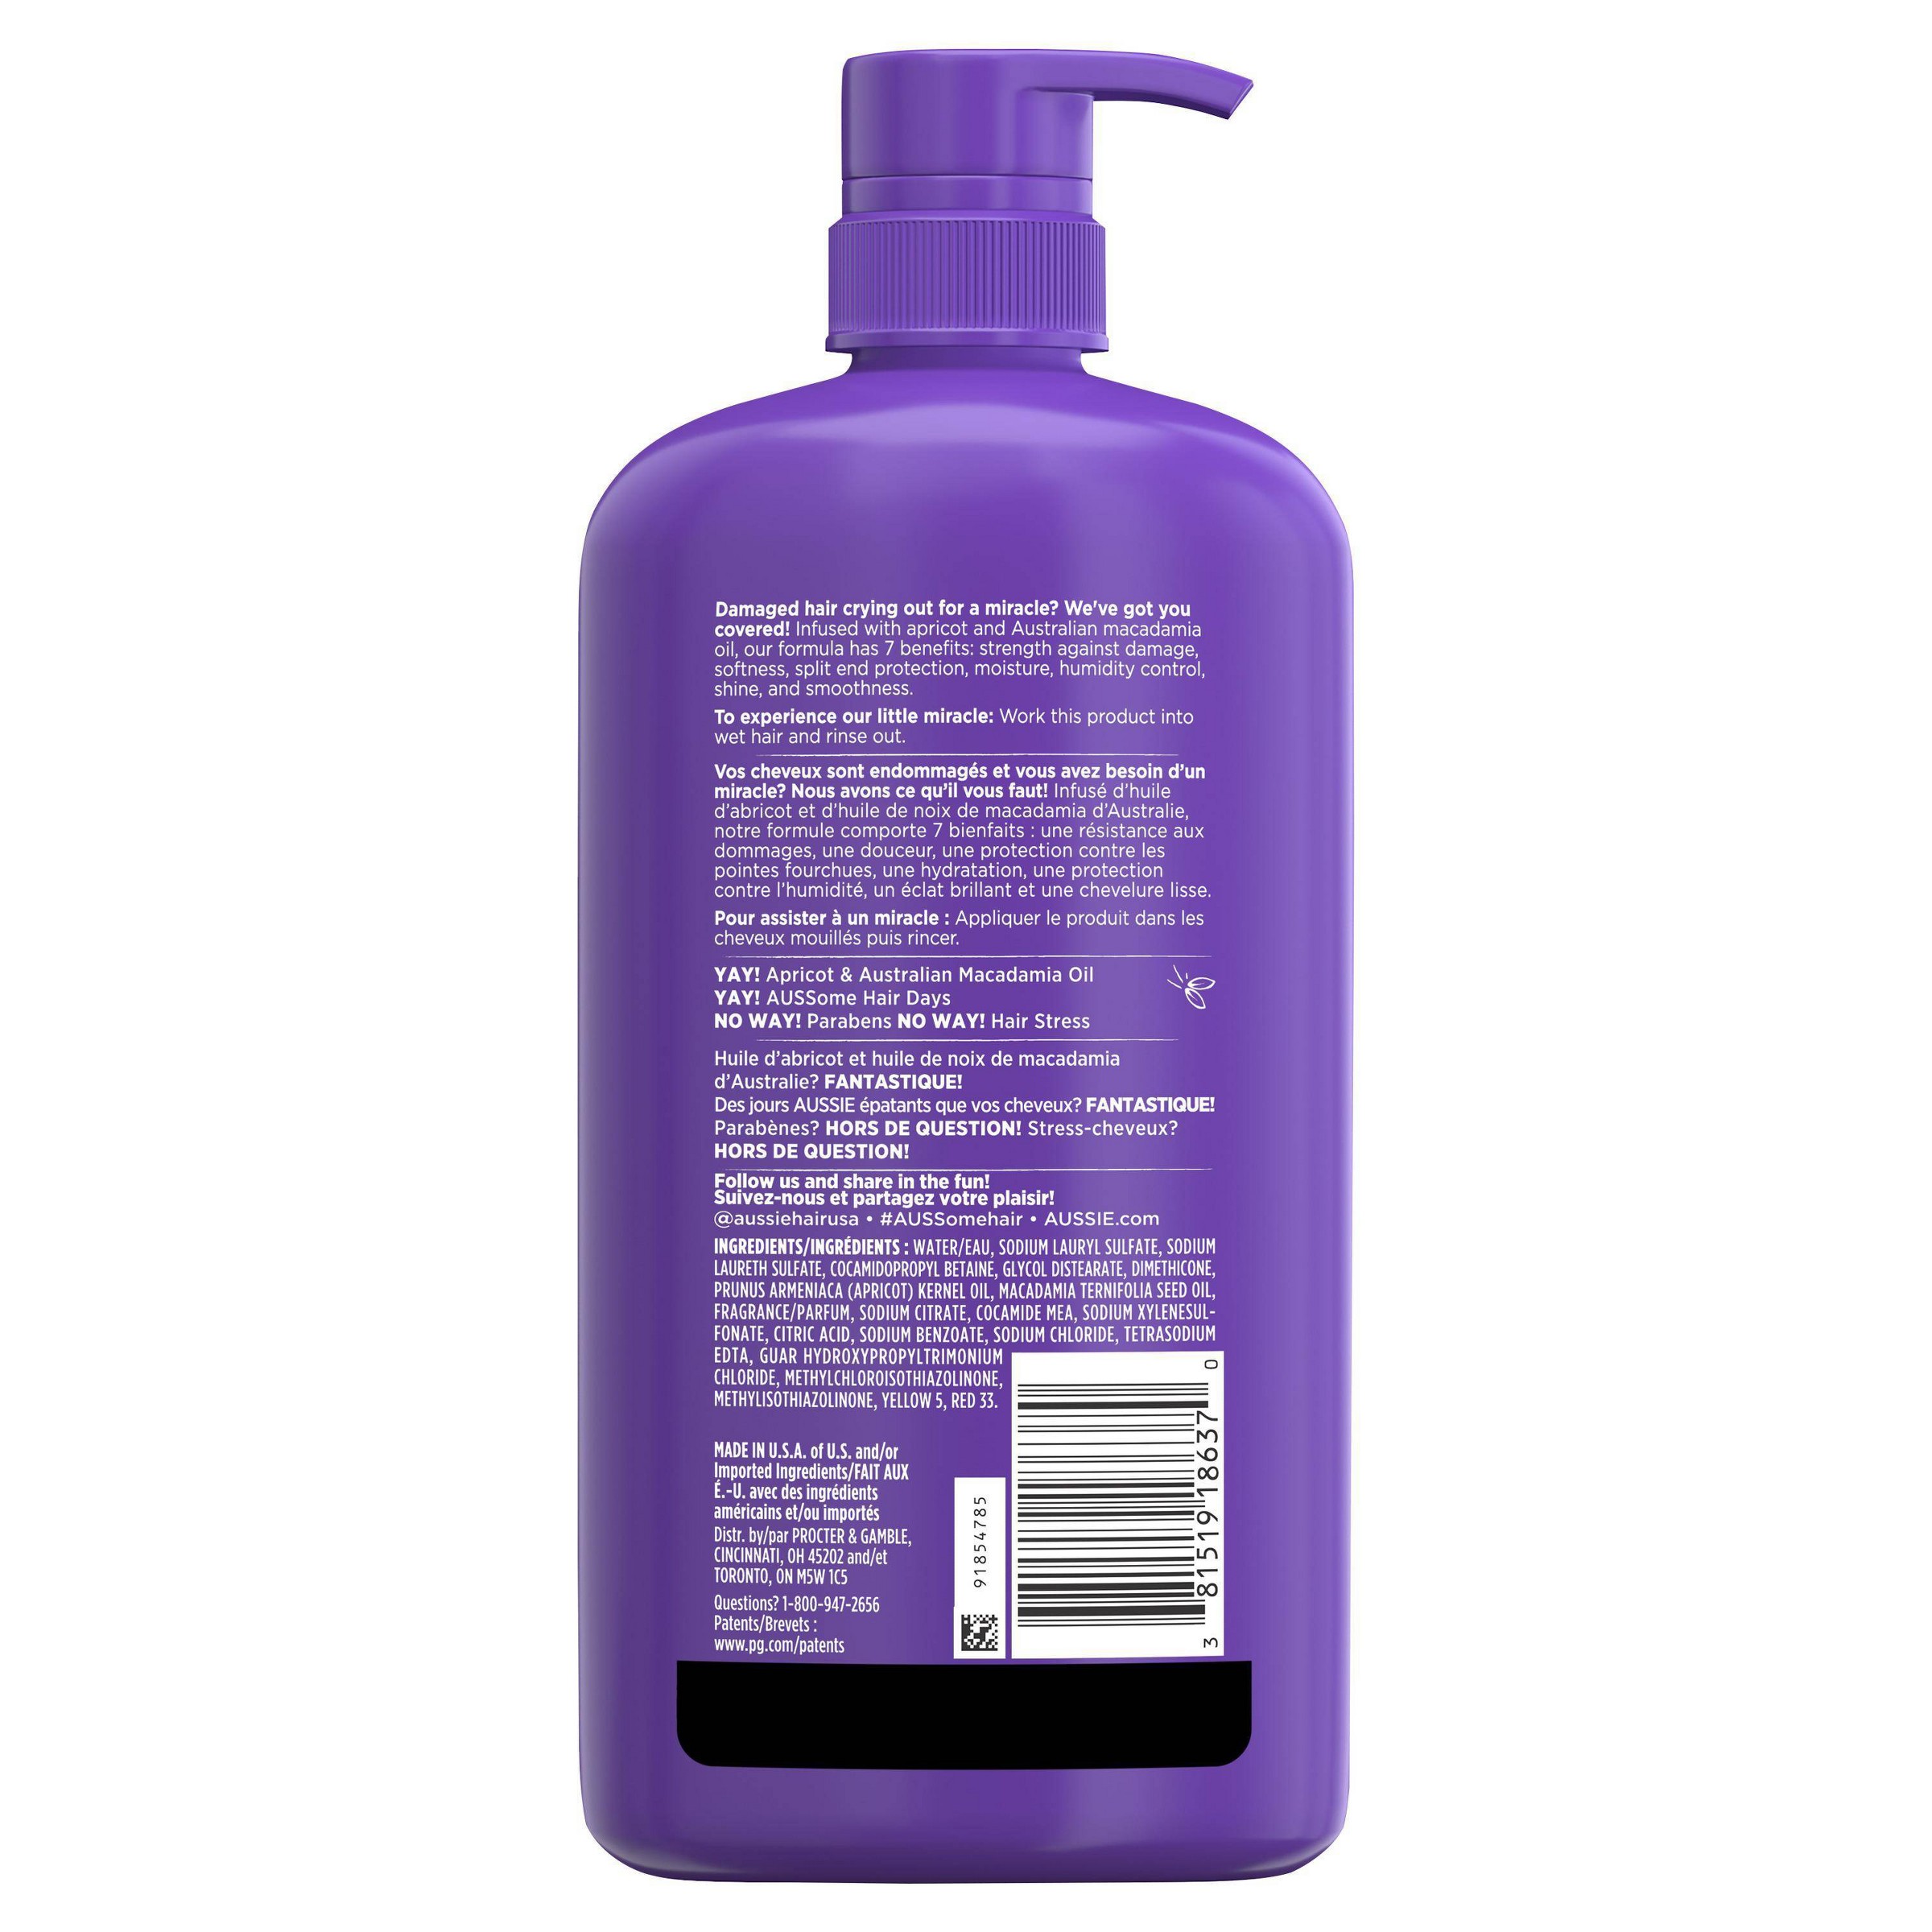 Damaged hair crying out for a miracle? We've got you
covered! Infused with apricot and Australian macadamia
oil, our formula has 7 benefits: strength against damage,
softness, split end protection, moisture, humidity control,
shine, and smoothness.
To experience our little miracle: Work this product into
wet hair and rinse out.
Vos cheveux sont endommagés et vous avez besoin d'un
miracle? Nous avons ce qu'il vous faut! Infusé d'huile
d'abricot et d'huile de noix de macadamia d'Australie,
notre formule comporte 7 bienfaits : une résistance aux
dommages, une douceur, une protection contre les
pointes fourchues, une hydratation, une protection
contre l'humidité, un éclat brillant et une chevelure lisse.
Pour assister à un miracle : Appliquer le produit dans les
cheveux mouillés puis rincer.
YAY! Apricot & Australian Macadamia Oil
YAY! AUSSome Hair Days
NO WAY! Parabens NO WAY! Hair Stress
Huile d'abricot et huile de noix de macadamia
d'Australie? FANTASTIQUE!
Des jours AUSSIE épatants que vos cheveux? FANTASTIQUE!
Parabènes? HORS DE QUESTION! Stress-cheveux?
HORS DE QUESTION!
Follow us and share in the fun!
Suivez-nous et partagez votre plaisir!
@aussiehairusa • #AUSSomehair • AUSSIE.com
INGREDIENTS/INGRÉDIENTS : WATER/EAU, SODIUM LAURYL SULFATE, SODIUM
LAURETH SULFATE, COCAMIDOPROPYL BETAINE, GLYCOL DISTEARATE, DIMETHICONE,
PRUNUS ARMENIACA (APRICOT) KERNEL OIL, MACADAMIA TERNIFOLIA SEED OIL,
FRAGRANCE/PARFUM, SODIUM CITRATE, COCAMIDE MEA, SODIUM XYLENESUL-
FONATE, CITRIC ACID, SODIUM BENZOATE, SODIUM CHLORIDE, TETRASODIUM
EDTA, GUAR HYDROXYPROPYLTRIMONIUM
CHLORIDE, METHYLCHLOROISOTHIAZOLINONE,
METHYLISOTHIAZOLINONE, YELLOW 5, RED 33.
MADE IN U.S.A. of U.S. and/or
Imported Ingredients/FAIT AUX
É.-U. avec des ingrédients
américains et/ou importés
Distr. by/par PROCTER & GAMBLE,
CINCINNATI, OH 45202 and/et
TORONTO, ON M5W 1C5
Questions? 1-800-947-2656
Patents/Brevets :
www.pg.com/patents
91854785
3 81519 18637 0